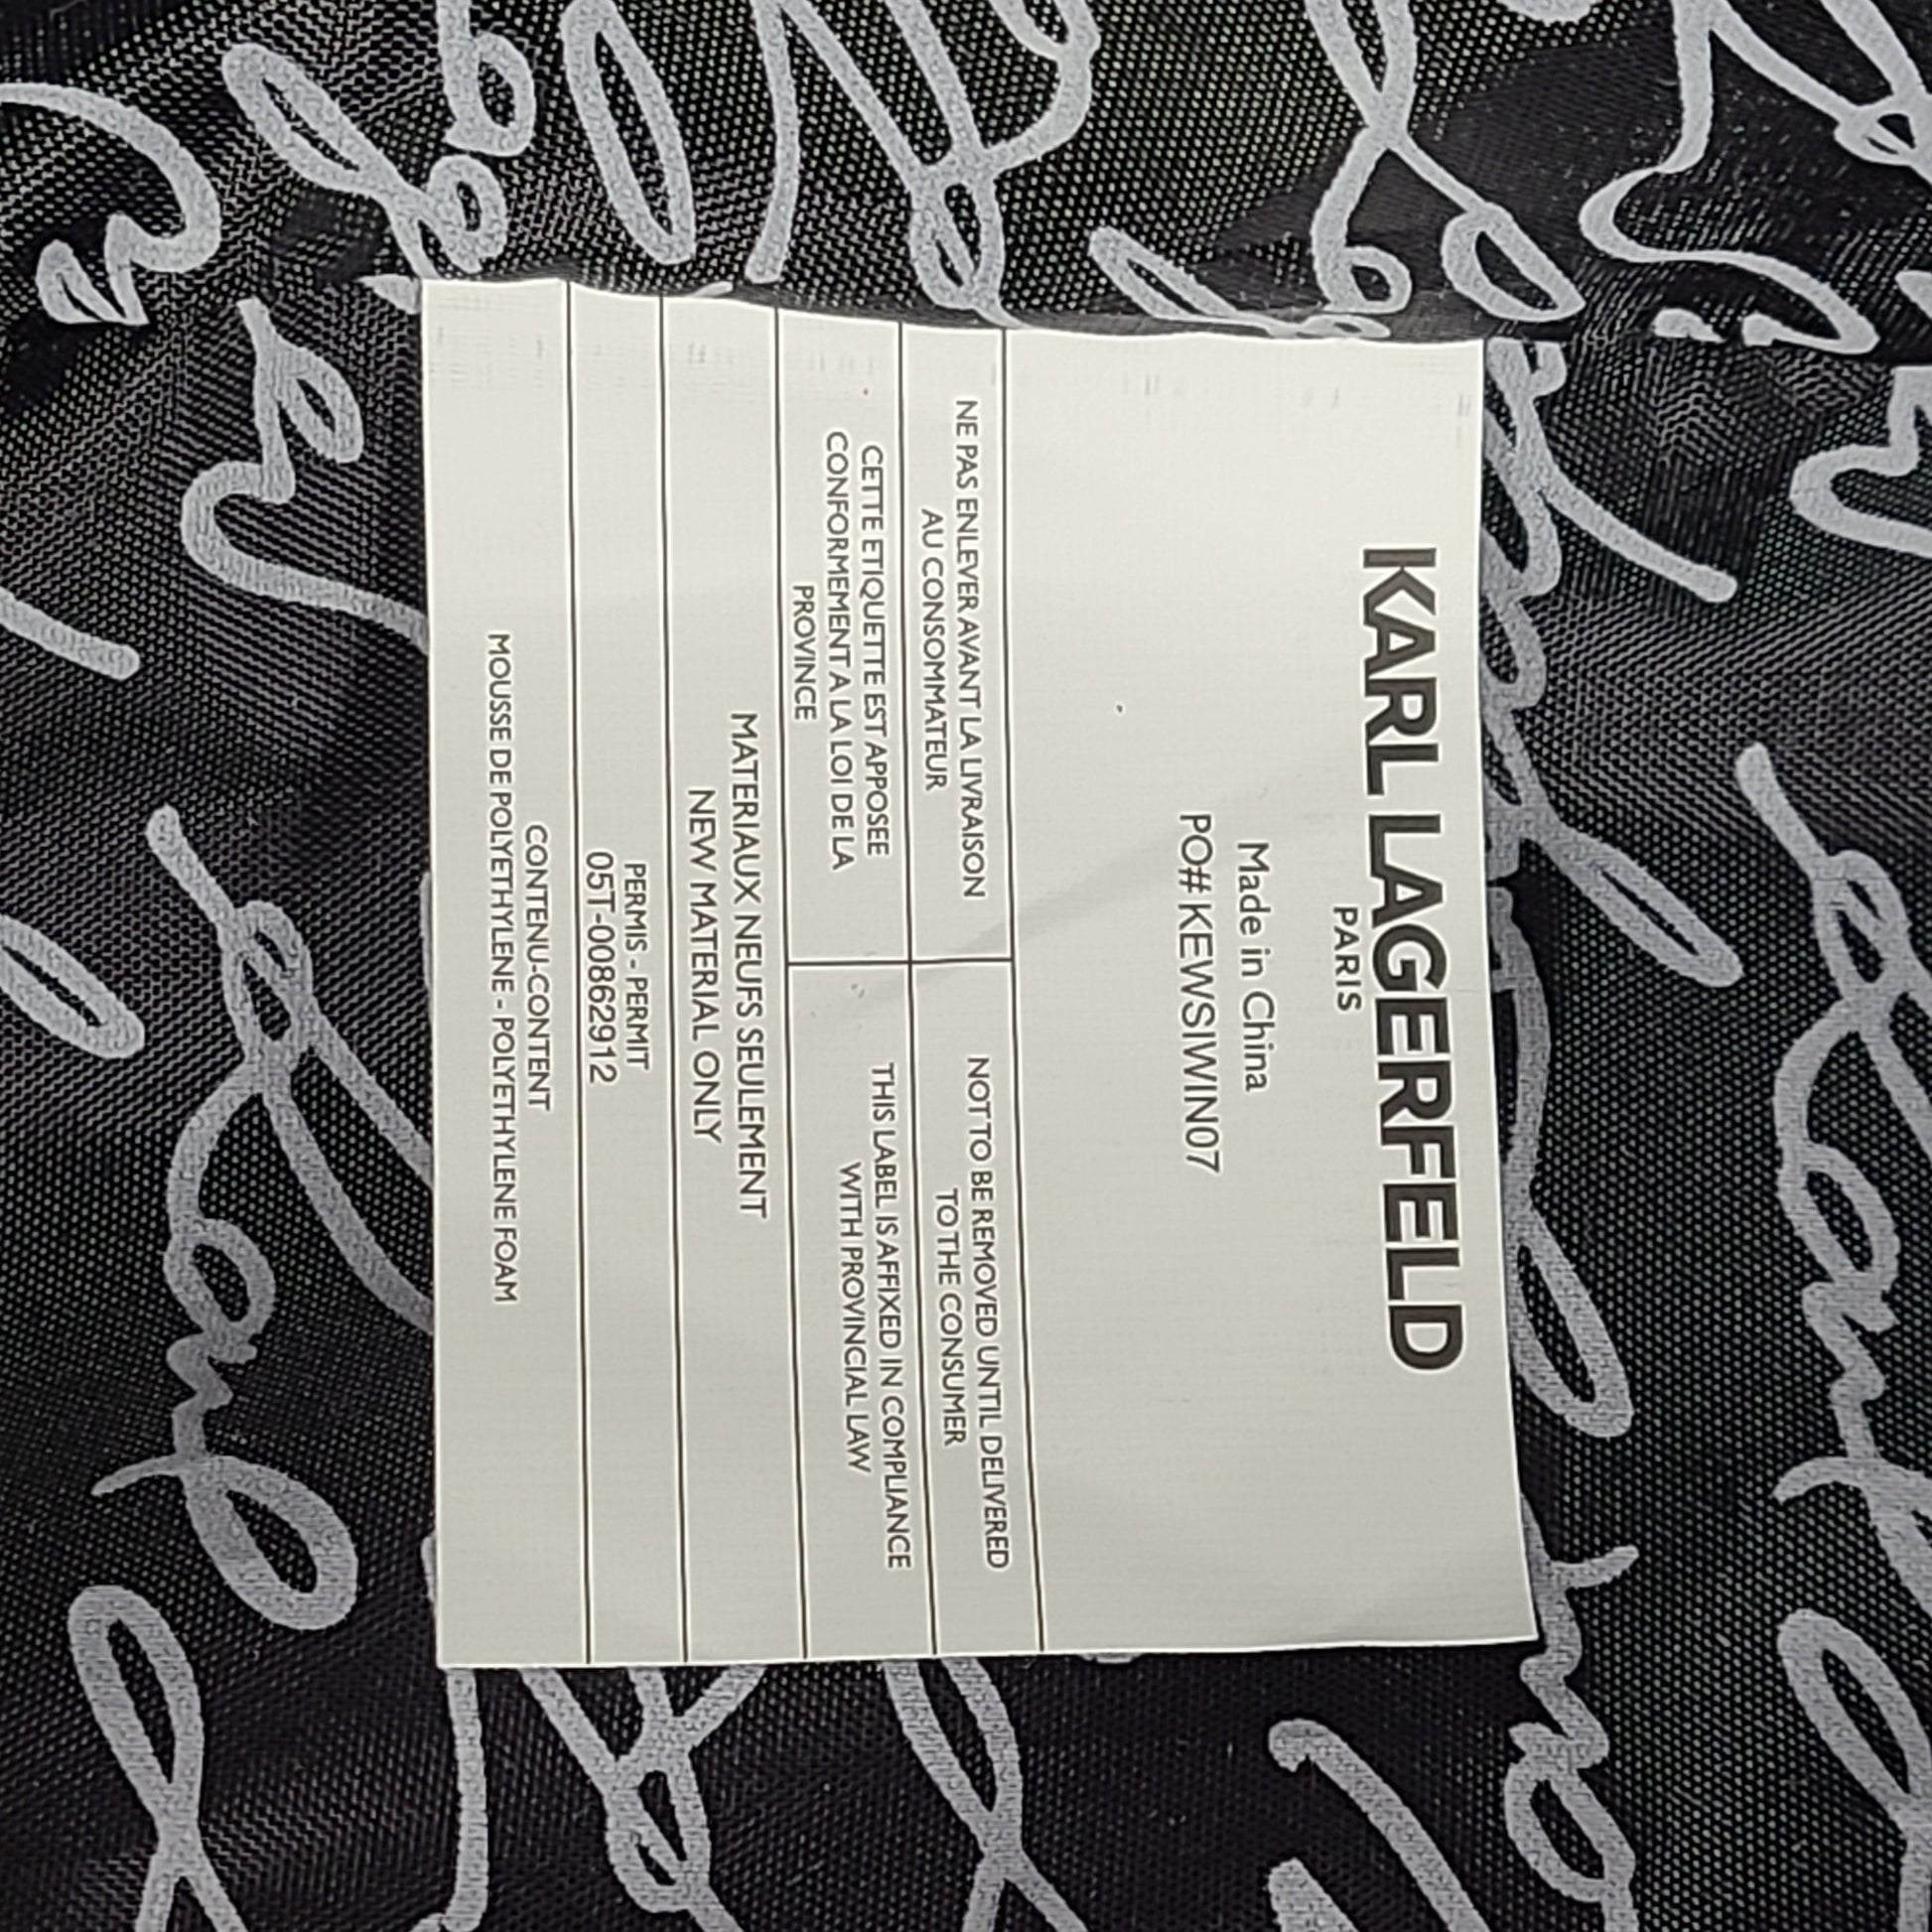 KARL LAGERFELD
PARIS
Made in China
PO# KEWSIWIN07
NE PAS ENLEVER AVANT LA LIVRAISON
AU CONSOMMATEUR
NOT TO BE REMOVED UNTIL DELIVERED
TO THE CONSUMER
CETTE ETIQUETTE EST APPOSEE
CONFORMEMENT A LA LOI DE LA
PROVINCE
THIS LABEL IS AFFIXED IN COMPLIANCE
WITH PROVINCIAL LAW
MATERIAUX NEUFS SEULEMENT
NEW MATERIAL ONLY
PERMIS - PERMIT
05T-00862912
CONTENU-CONTENT
MOUSSE DE POLYETHYLENE - POLYETHYLENE FOAM